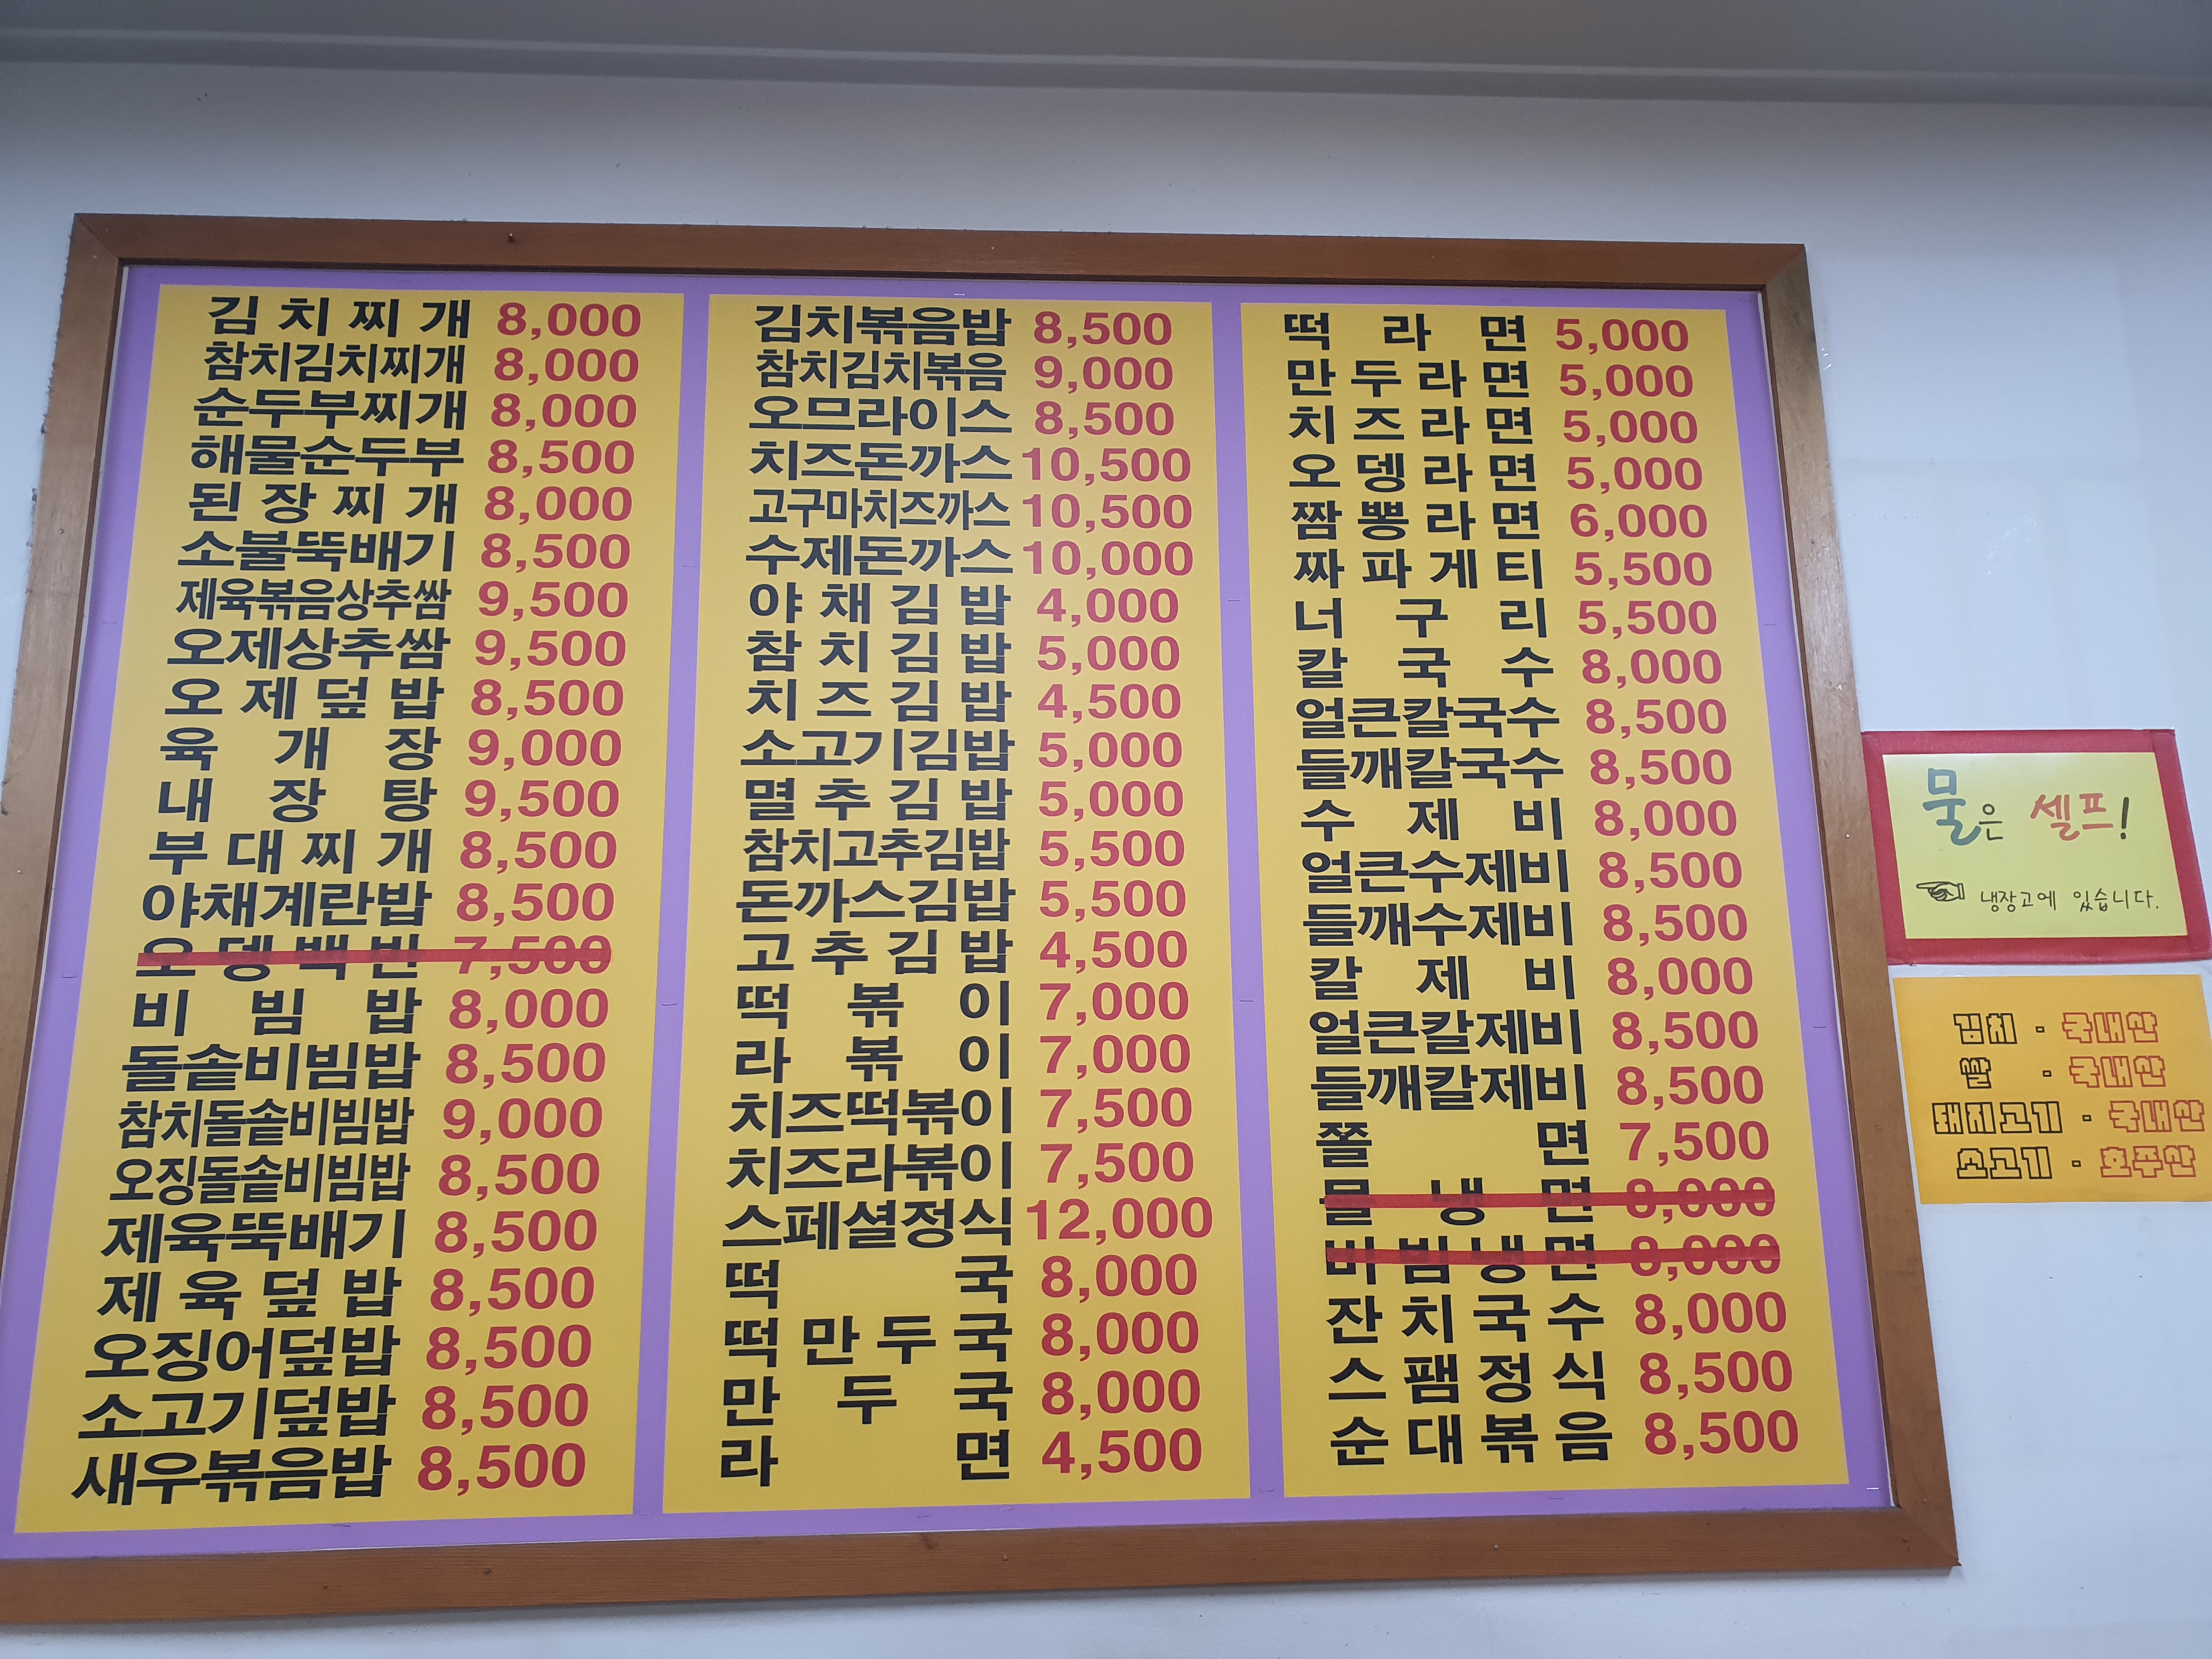 김치찌개 8,000
참치김치찌개 8,000
순두부찌개 8,000
해물순두부 8,500
된장찌개 8,000
소불뚝배기 8,500
제육볶음상추쌈 9,500
오제상추쌈 9,500
오제덮밥 8,500
육개장 9,000
내장탕 9,500
부대찌개 8,500
야채계란밥 8,500
오뎅백반 7,500
비빔밥 8,000
돌솥비빔밥 8,500
참치돌솥비빔밥 9,000
오징돌솥비빔밥 8,500
제육뚝배기 8,500
제육덮밥 8,500
오징어덮밥 8,500
소고기덮밥 8,500
새우볶음밥 8,500
김치볶음밥 8,500
참치김치볶음 9,000
오므라이스 8,500
치즈돈까스 10,500
고구마치즈까스 10,500
수제돈까스 10,000
야채김밥 4,000
참치김밥 5,000
치즈김밥 4,500
소고기김밥 5,000
멸추김밥 5,000
참치고추김밥 5,500
돈까스김밥 5,500
고추김밥 4,500
떡볶이 7,000
라볶이 7,000
치즈떡볶이 7,500
치즈라볶이 7,500
스페셜정식 12,000
떡국 8,000
떡만두국 8,000
만두국 8,000
라면 4,500
떡라면 5,000
만두라면 5,000
치즈라면 5,000
오뎅라면 5,000
짬뽕라면 6,000
짜파게티 5,500
너구리 5,500
칼국수 8,000
얼큰칼국수 8,500
들깨칼국수 8,500
수제비 8,000
얼큰수제비 8,500
들깨수제비 8,500
칼제비 8,000
얼큰칼제비 8,500
들깨칼제비 8,500
쫄면 7,500
물냉면 8,000
비빔냉면 8,000
잔치국수 8,000
스팸정식 8,500
순대볶음 8,500
물은 셀프!
냉장고에 있습니다.
김치 - 국내산
쌀 - 국내산
돼지고기 - 국내산
소고기 - 호주산